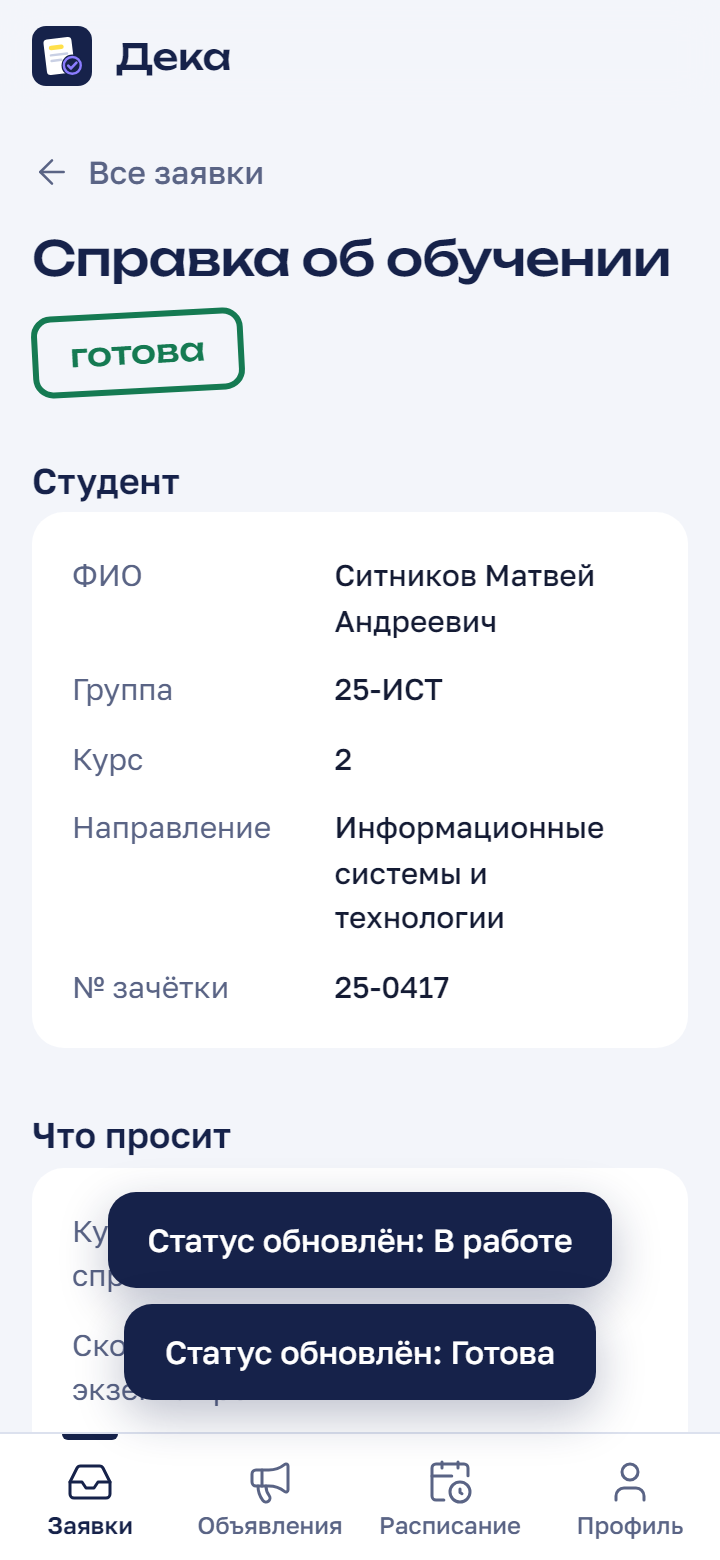 Дека
Все заявки
Справка об обучении
готова
Студент
ФИО
Ситников Матвей
Андреевич
Группа
25-ИСТ
Курс
2
Направление
Информационные
системы и
технологии
№ зачётки
25-0417
Что просит
Статус обновлён: В работе
Статус обновлён: Готова
Заявки
Объявления
Расписание
Профиль